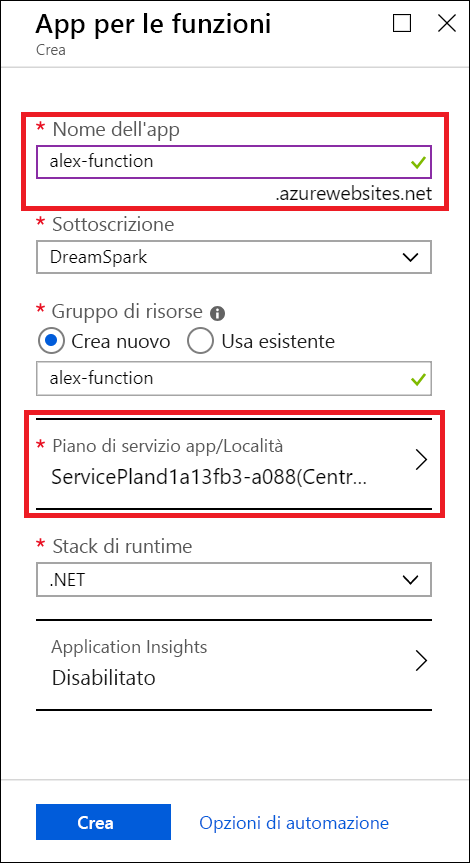 App per le funzioni
Crea
* Nome dell'app
alex-function
.azurewebsites.net
* Sottoscrizione
DreamSpark
* Gruppo di risorse
Crea nuovo Usa esistente
alex-function
* Piano di servizio app/Località
ServicePland1a13fb3-a088(Centr...
* Stack di runtime
.NET
Application Insights
Disabilitato
Crea Opzioni di automazione